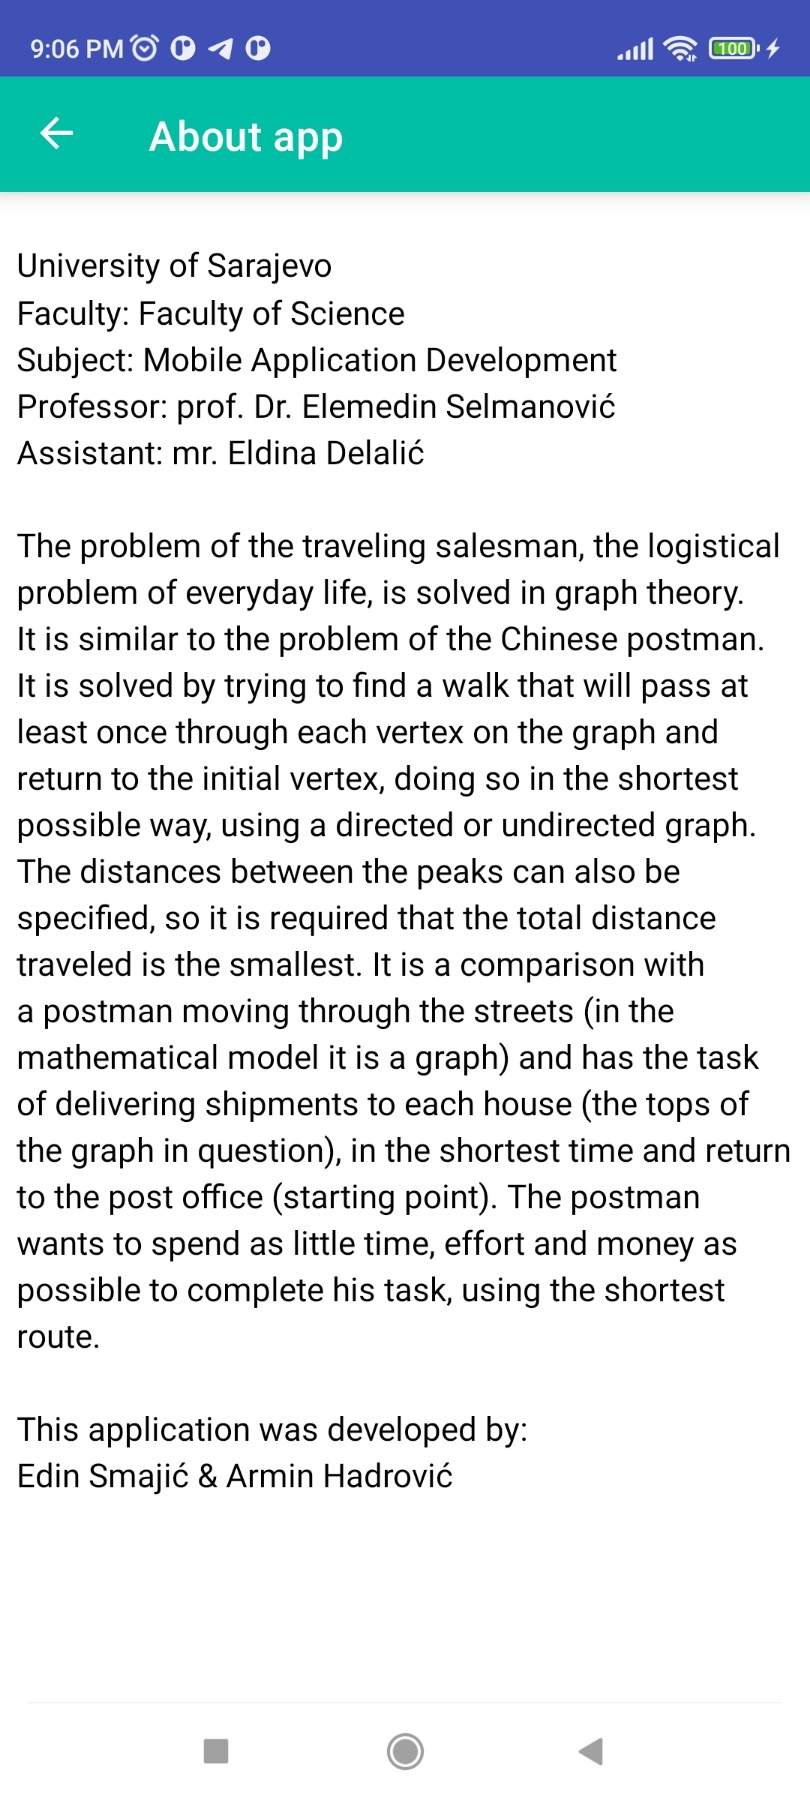 9:06 PM
100
About app
University of Sarajevo
Faculty: Faculty of Science
Subject: Mobile Application Development
Professor: prof. Dr. Elemedin Selmanović
Assistant: mr. Eldina Delalić
The problem of the traveling salesman, the logistical
problem of everyday life, is solved in graph theory.
It is similar to the problem of the Chinese postman.
It is solved by trying to find a walk that will pass at
least once through each vertex on the graph and
return to the initial vertex, doing so in the shortest
possible way, using a directed or undirected graph.
The distances between the peaks can also be
specified, so it is required that the total distance
traveled is the smallest. It is a comparison with
a postman moving through the streets (in the
mathematical model it is a graph) and has the task
of delivering shipments to each house (the tops of
the graph in question), in the shortest time and return
to the post office (starting point). The postman
wants to spend as little time, effort and money as
possible to complete his task, using the shortest
route.
This application was developed by:
Edin Smajić & Armin Hadrović